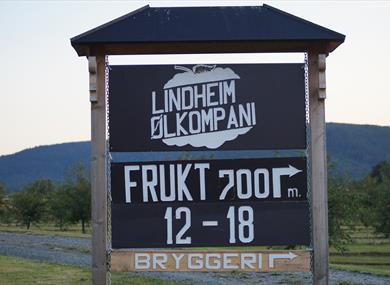 LINDHEIM
ØLKOMPANI
FRUKT 700 m.
12 - 18
BRYGGERI